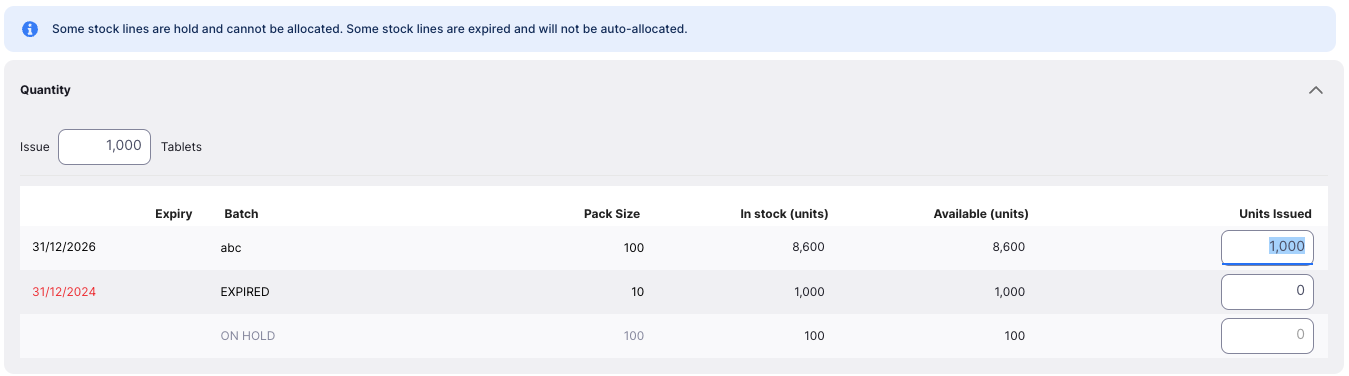 Some stock lines are hold and cannot be allocated. Some stock lines are expired and will not be auto-allocated.
Quantity
Issue 1,000 Tablets
Expiry Batch Pack Size In stock (units) Available (units) Units Issued
31/12/2026 abc 100 8,600 8,600 1,000
31/12/2024 EXPIRED 10 1,000 1,000 0
ON HOLD 100 100 100 0